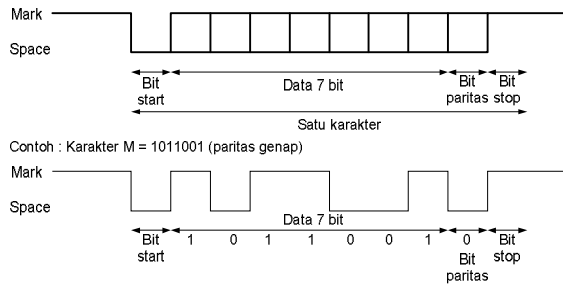 Mark
Space
Bit start
Data 7 bit
Bit paritas
Bit stop
Satu karakter
Contoh : Karakter M = 1011001 (paritas genap)
Mark
Space
Data 7 bit
Bit start
1 0 1 1 0 0 1 0
Bit paritas
Bit stop